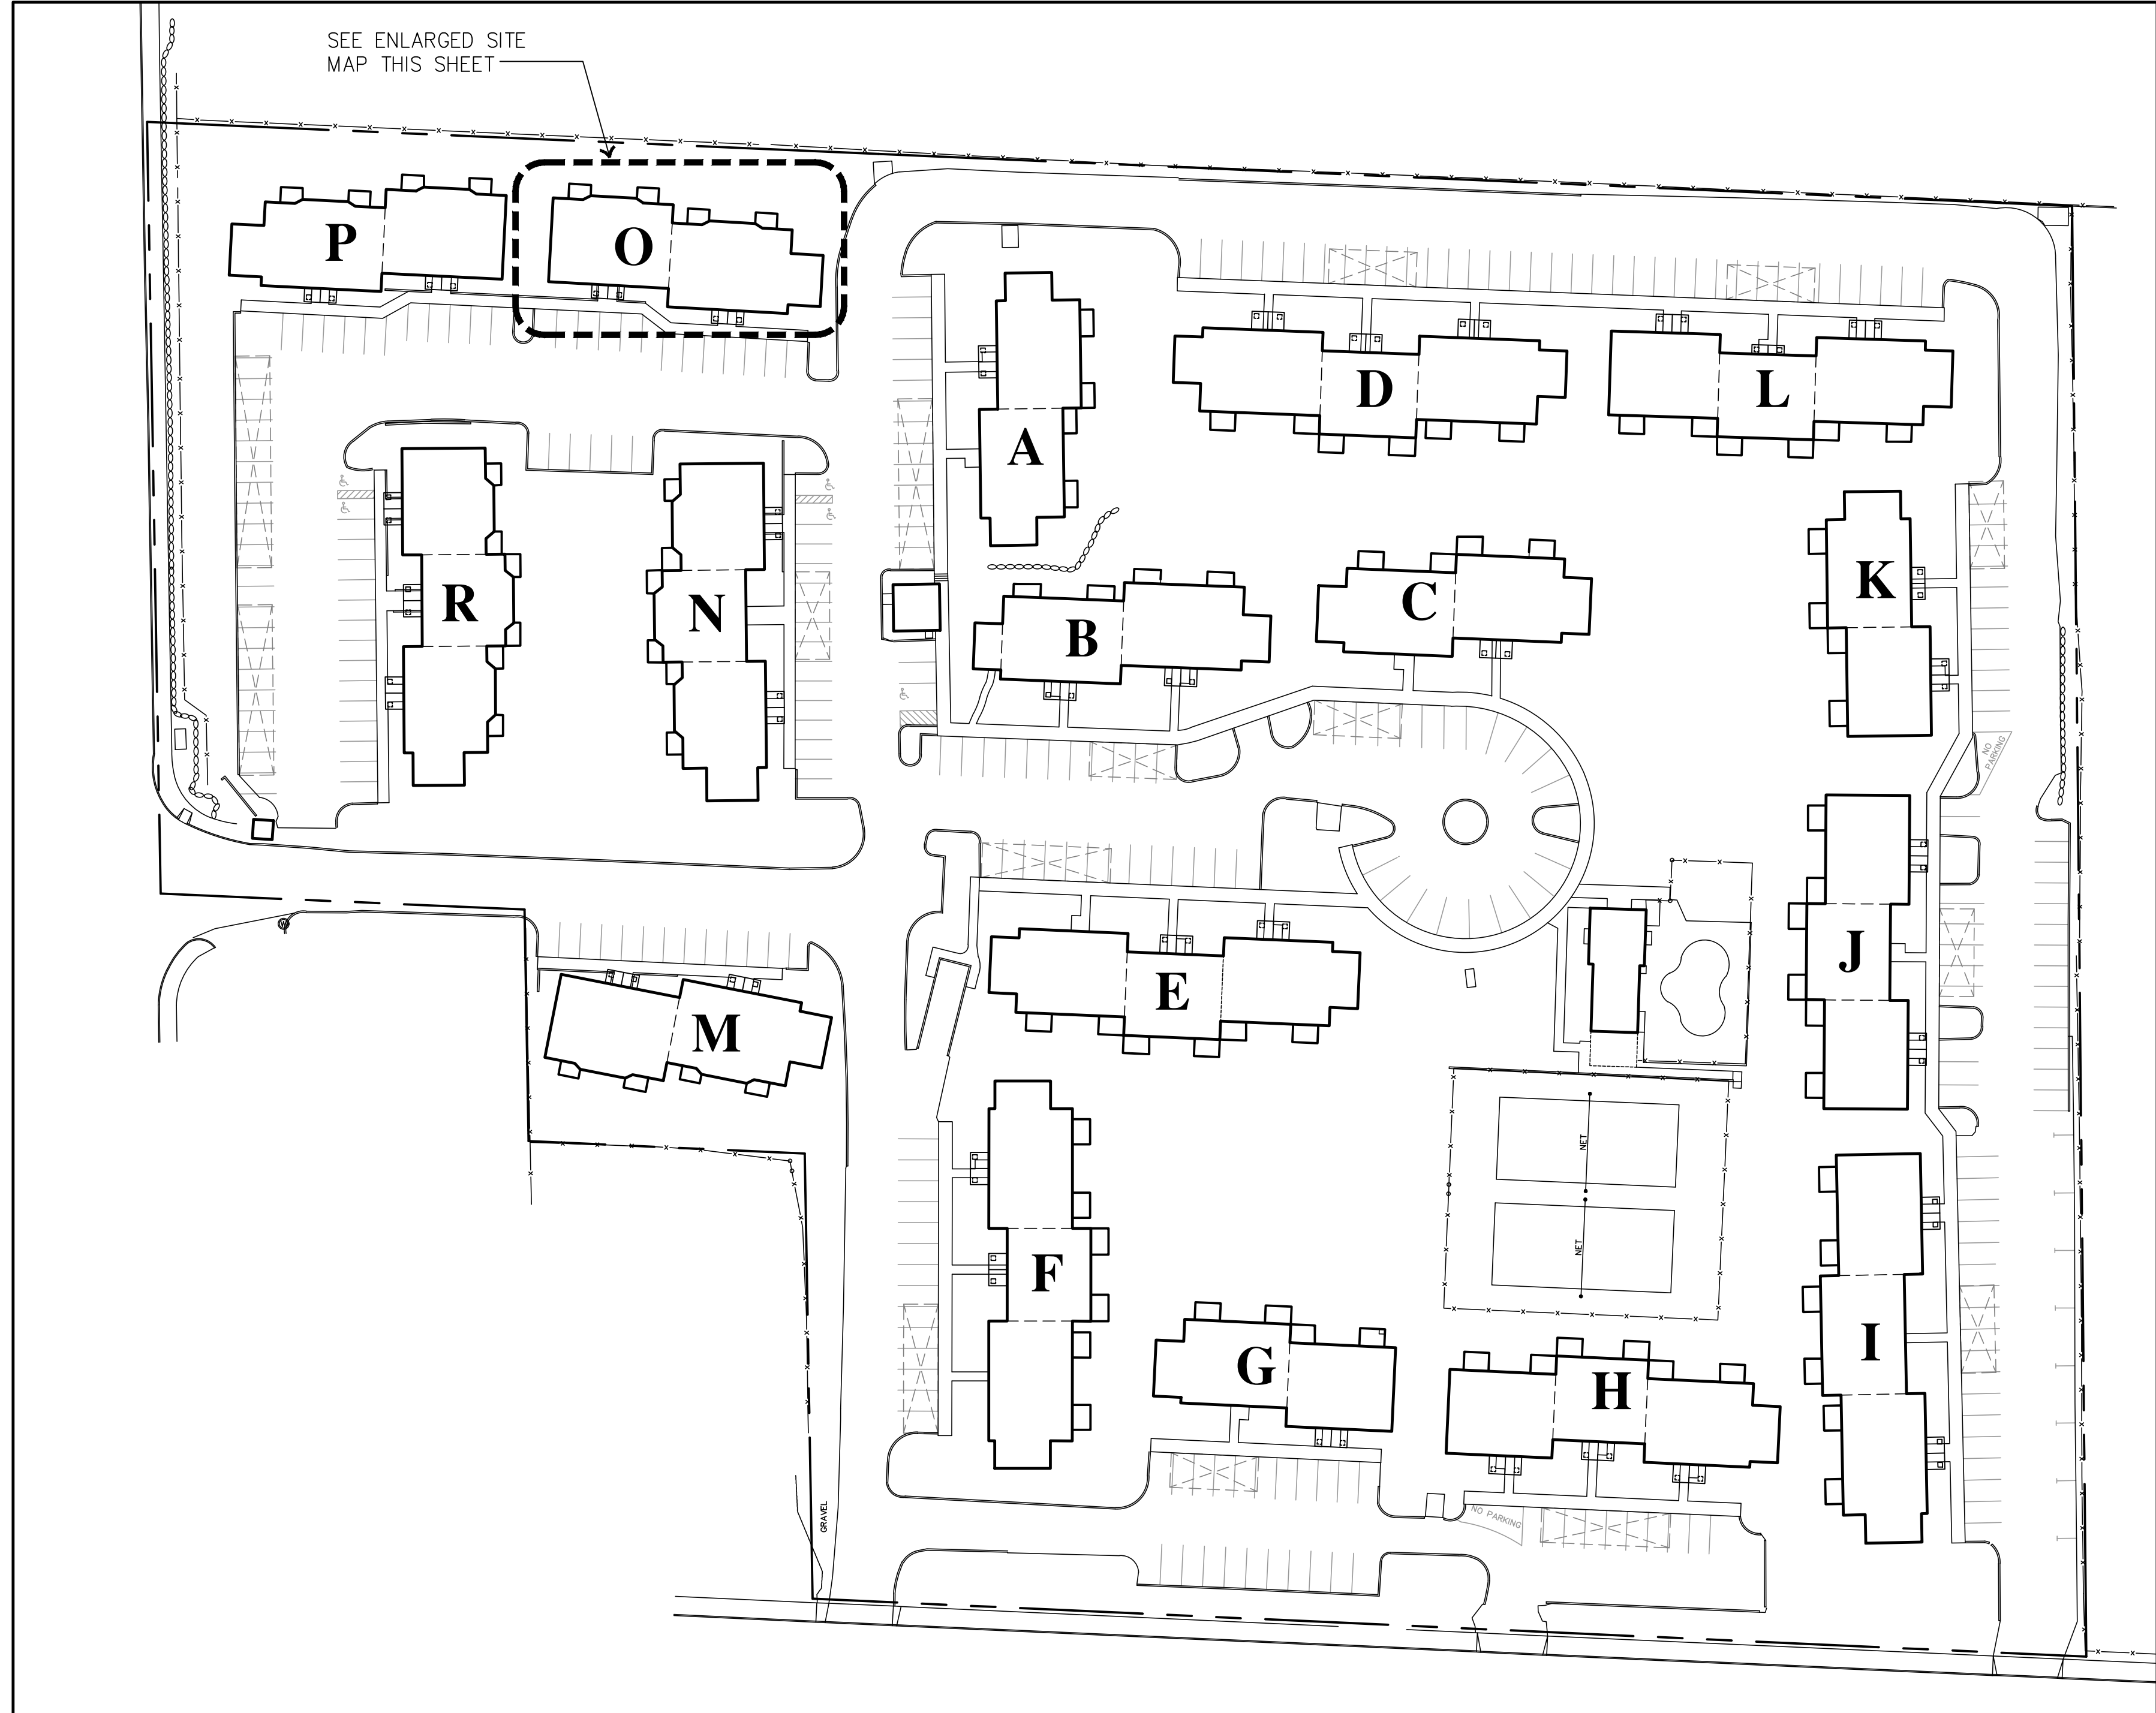 SEE ENLARGED SITE
MAP THIS SHEET
P
O
A
D
L
R
N
B
C
K
NO
PARKING
E
J
M
NET
NET
F
G
H
I
NO PARKING
GRAVEL
W